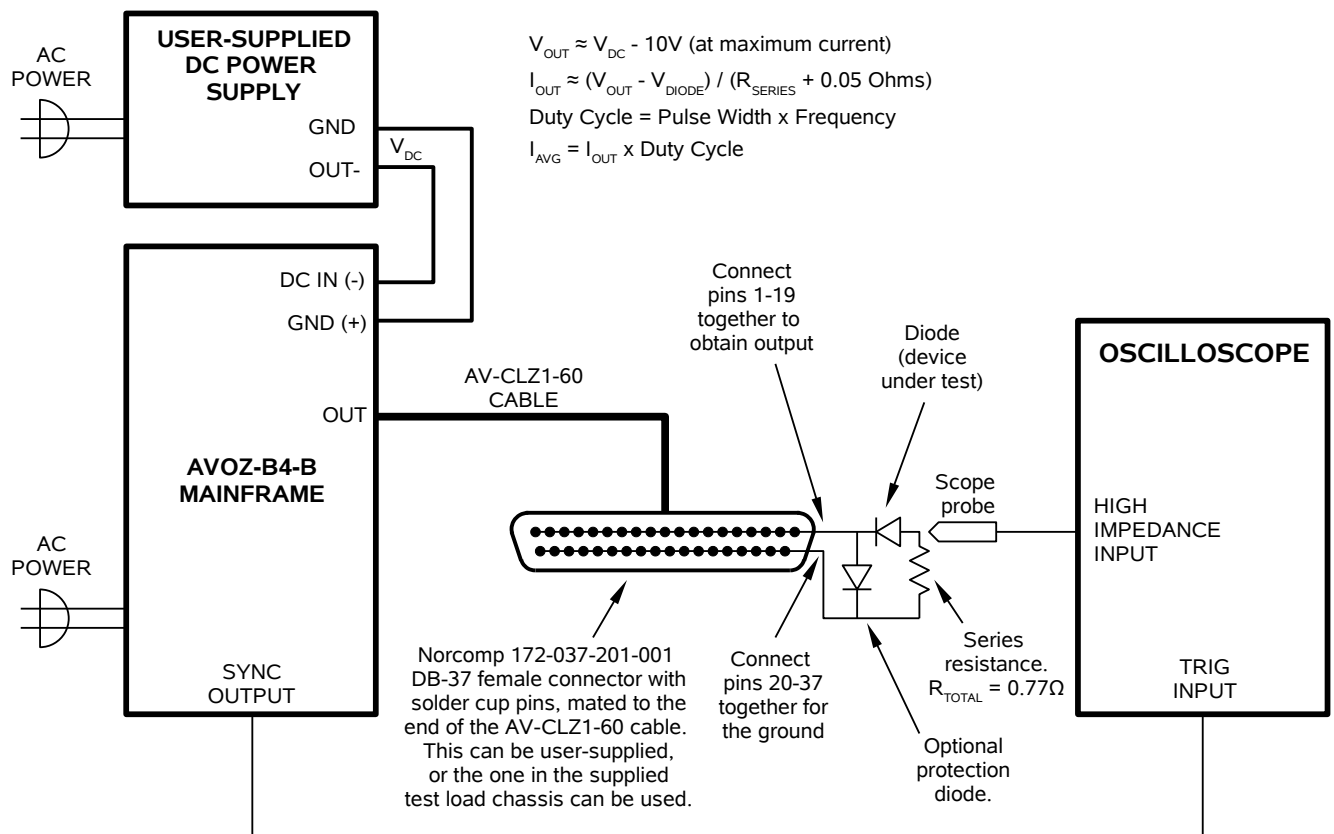 USER-SUPPLIED
DC POWER
SUPPLY
AC
POWER
GND
V_DC
OUT-
V_OUT ≈ V_DC - 10V (at maximum current)
I_OUT ≈ (V_OUT - V_DIODE) / (R_SERIES + 0.05 Ohms)
Duty Cycle = Pulse Width x Frequency
I_AVG = I_OUT x Duty Cycle
DC IN (-)
GND (+)
OUT
AVOZ-B4-B
MAINFRAME
AC
POWER
SYNC
OUTPUT
AV-CLZ1-60
CABLE
Connect
pins 1-19
together to
obtain output
Diode
(device
under test)
Scope
probe
OSCILLOSCOPE
HIGH
IMPEDANCE
INPUT
TRIG
INPUT
Norcomp 172-037-201-001
DB-37 female connector with
solder cup pins, mated to the
end of the AV-CLZ1-60 cable.
This can be user-supplied,
or the one in the supplied
test load chassis can be used.
Connect
pins 20-37
together for
the ground
Series
resistance.
R_TOTAL = 0.77Ω
Optional
protection
diode.